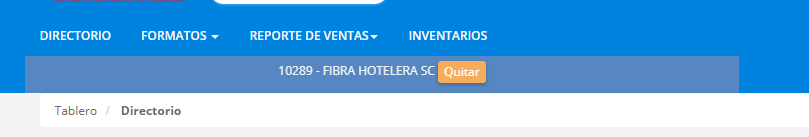 DIRECTORIO FORMATOS REPORTE DE VENTAS INVENTARIOS
10289 - FIBRA HOTELERA SC Quitar
Tablero / Directorio